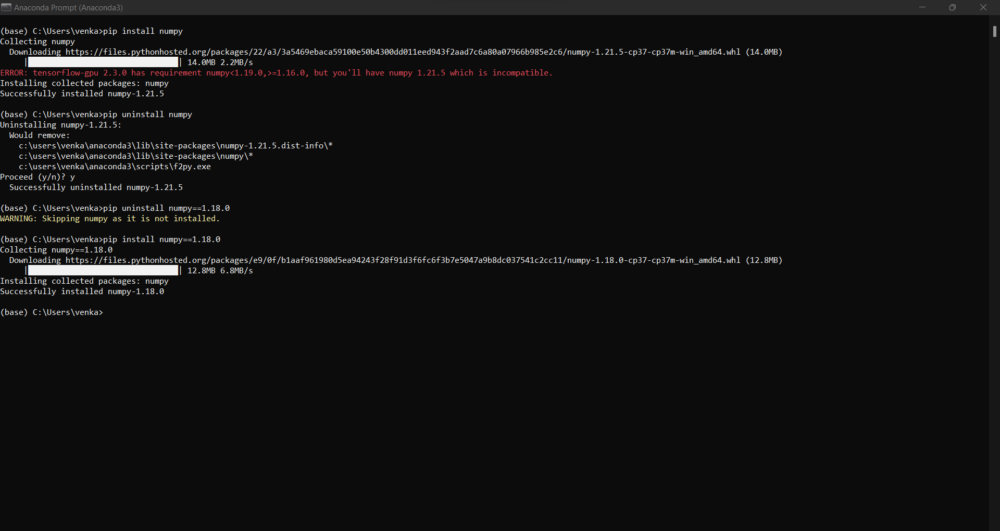 Anaconda Prompt (Anaconda3)
(base) C:\Users\venka>pip install numpy
Collecting numpy
  Downloading https://files.pythonhosted.org/packages/22/a3/3a5469ebaca59100e50b4300dd011eed943f2aad7c6a80a07966b985e2c6/numpy-1.21.5-cp37-cp37m-win_amd64.whl (14.0MB)
     | | 14.0MB 2.2MB/s
ERROR: tensorflow-gpu 2.3.0 has requirement numpy<1.19.0,>=1.16.0, but you'll have numpy 1.21.5 which is incompatible.
Installing collected packages: numpy
Successfully installed numpy-1.21.5
(base) C:\Users\venka>pip uninstall numpy
Uninstalling numpy-1.21.5:
  Would remove:
    c:\users\venka\anaconda3\lib\site-packages\numpy-1.21.5.dist-info\*
    c:\users\venka\anaconda3\lib\site-packages\numpy\*
    c:\users\venka\anaconda3\scripts\f2py.exe
Proceed (y/n)? y
  Successfully uninstalled numpy-1.21.5
(base) C:\Users\venka>pip uninstall numpy==1.18.0
WARNING: Skipping numpy as it is not installed.
(base) C:\Users\venka>pip install numpy==1.18.0
Collecting numpy==1.18.0
  Downloading https://files.pythonhosted.org/packages/e9/0f/b1aaf961980d5ea94243f28f91d3f6fc6f3b7e5047a9b8dc037541c2cc11/numpy-1.18.0-cp37-cp37m-win_amd64.whl (12.8MB)
     | | 12.8MB 6.8MB/s
Installing collected packages: numpy
Successfully installed numpy-1.18.0
(base) C:\Users\venka>